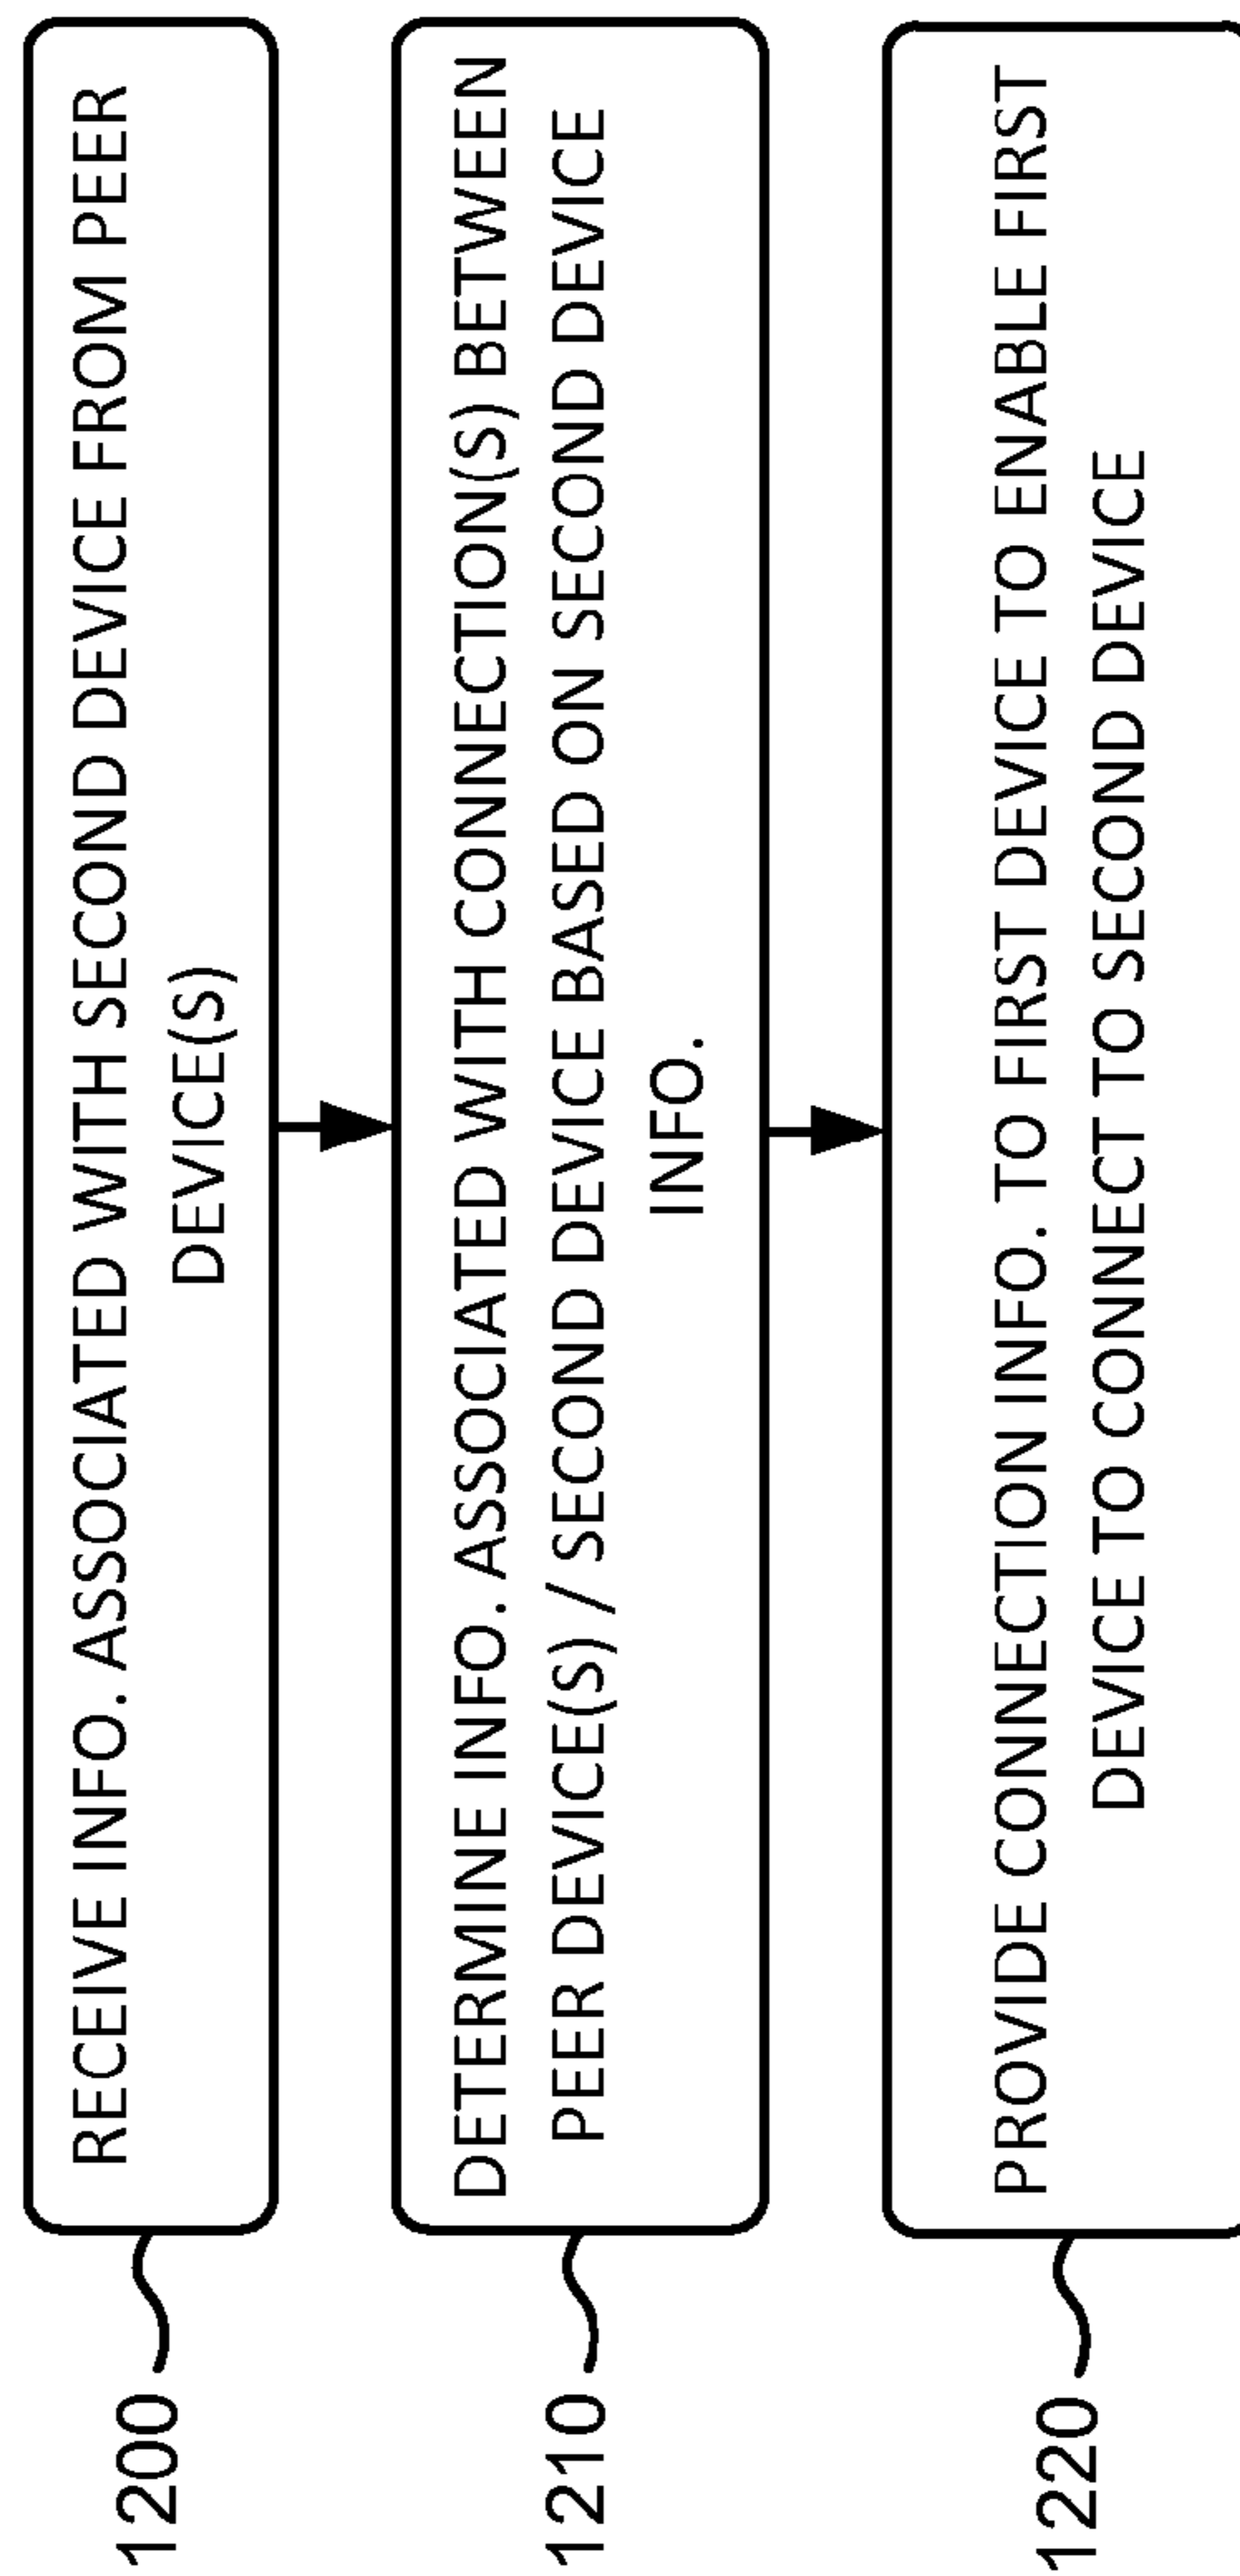 1200
RECEIVE INFO. ASSOCIATED WITH SECOND DEVICE FROM PEER
DEVICE(S)
1210
DETERMINE INFO. ASSOCIATED WITH CONNECTION(S) BETWEEN
PEER DEVICE(S) / SECOND DEVICE BASED ON SECOND DEVICE
INFO.
1220
PROVIDE CONNECTION INFO. TO FIRST DEVICE TO ENABLE FIRST
DEVICE TO CONNECT TO SECOND DEVICE